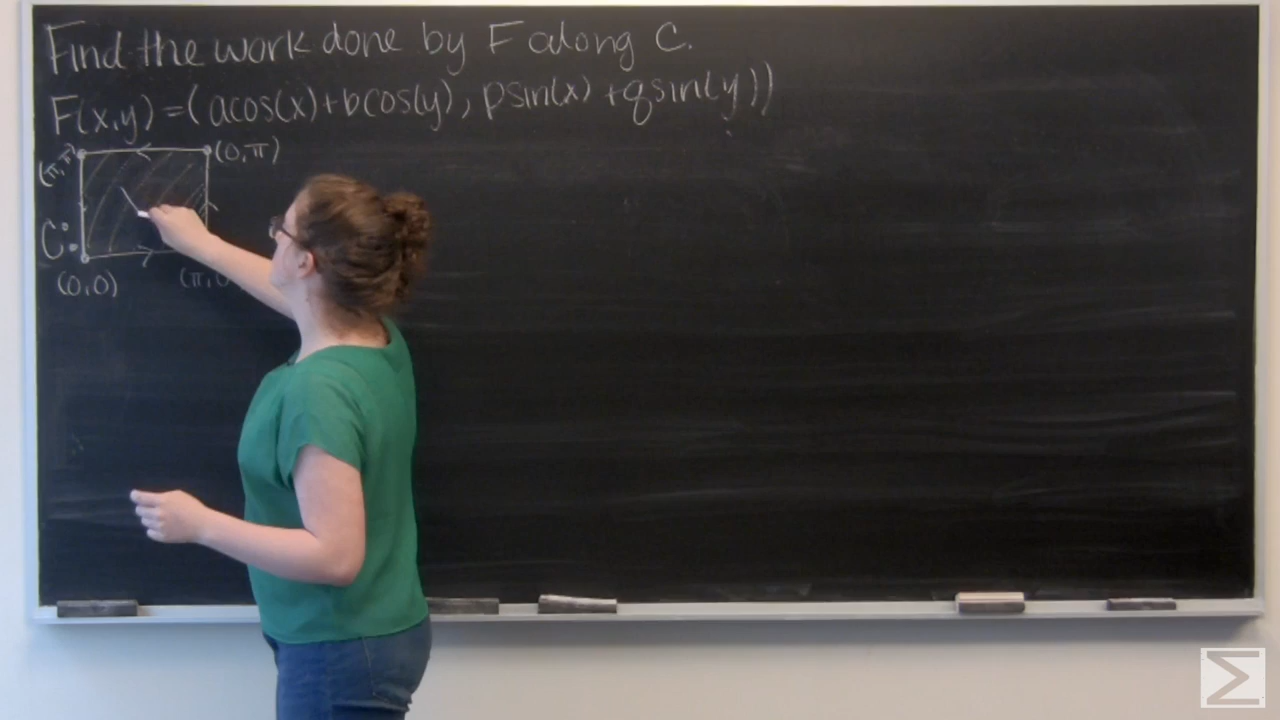 Find the work done by F along C.
F(x,y) = (acos(x)+bcos(y), psin(x)+qsin(y))
(π,π) (0,π)
C:
(0,0) (π,0
Σ